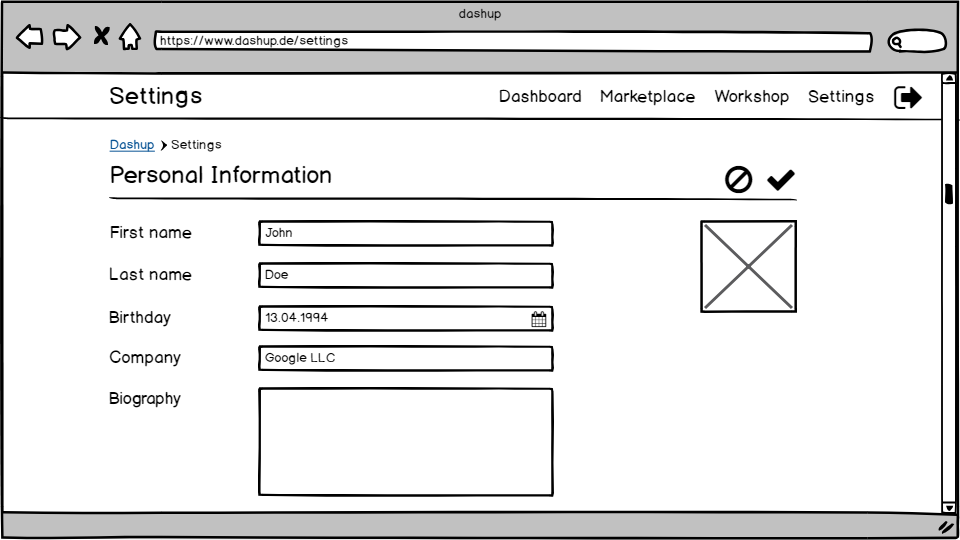 dashup
https://www.dashup.de/settings
Settings Dashboard Marketplace Workshop Settings
Dashup Settings
Personal Information
First name John
Last name Doe
Birthday 13.04.1994
Company Google LLC
Biography